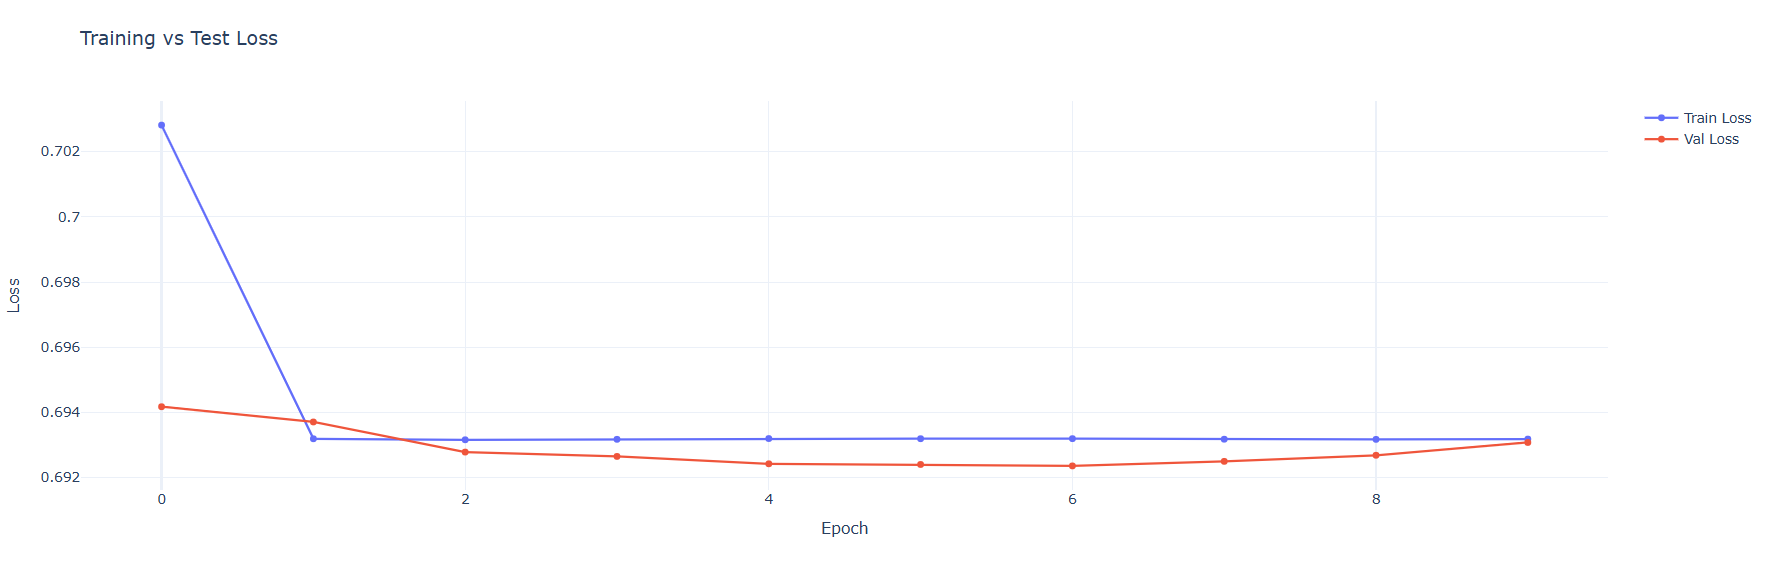 Training vs Test Loss
Train Loss
Val Loss
0.702
0.7
0.698
0.696
0.694
0.692
Loss
0 2 4 6 8
Epoch